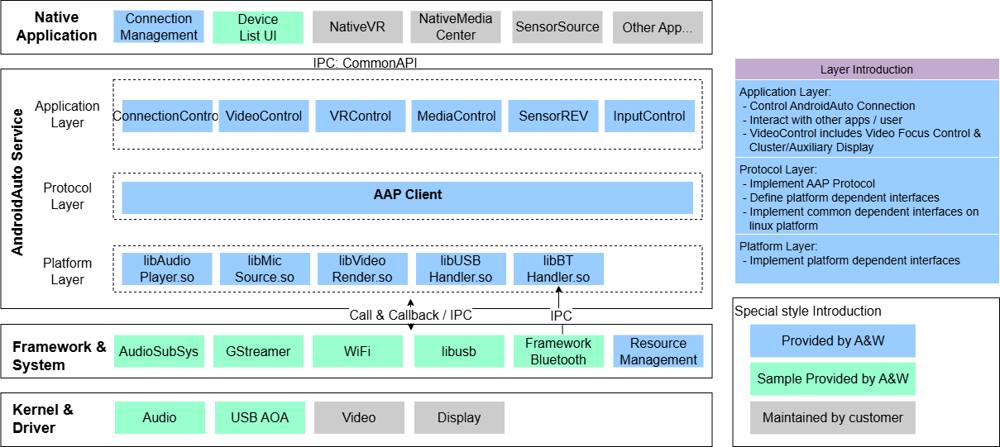 Native
Application
Connection
Management
Device
List UI
NativeVR
NativeMedia
Center
SensorSource
Other App...
IPC: CommonAPI
AndroidAuto Service
Application
Layer
ConnectionContro
VideoControl
VRControl
MediaControl
SensorREV
InputControl
Protocol
Layer
AAP Client
Platform
Layer
libAudio
Player.so
libMic
Source.so
libVideo
Render.so
libUSB
Handler.so
libBT
Handler.so
Call & Callback / IPC
IPC
Framework &
System
AudioSubSys
GStreamer
WiFi
libusb
Framework
Bluetooth
Resource
Management
Kernel &
Driver
Audio
USB AOA
Video
Display
Layer Introduction
Application Layer:
- Control AndroidAuto Connection
- Interact with other apps / user
- VideoControl includes Video Focus Control &
Cluster/Auxiliary Display
Protocol Layer:
- Implement AAP Protocol
- Define platform dependent interfaces
- Implement common dependent interfaces on
linux platform
Platform Layer:
- Implement platform dependent interfaces
Special style Introduction
Provided by A&W
Sample Provided by A&W
Maintained by customer